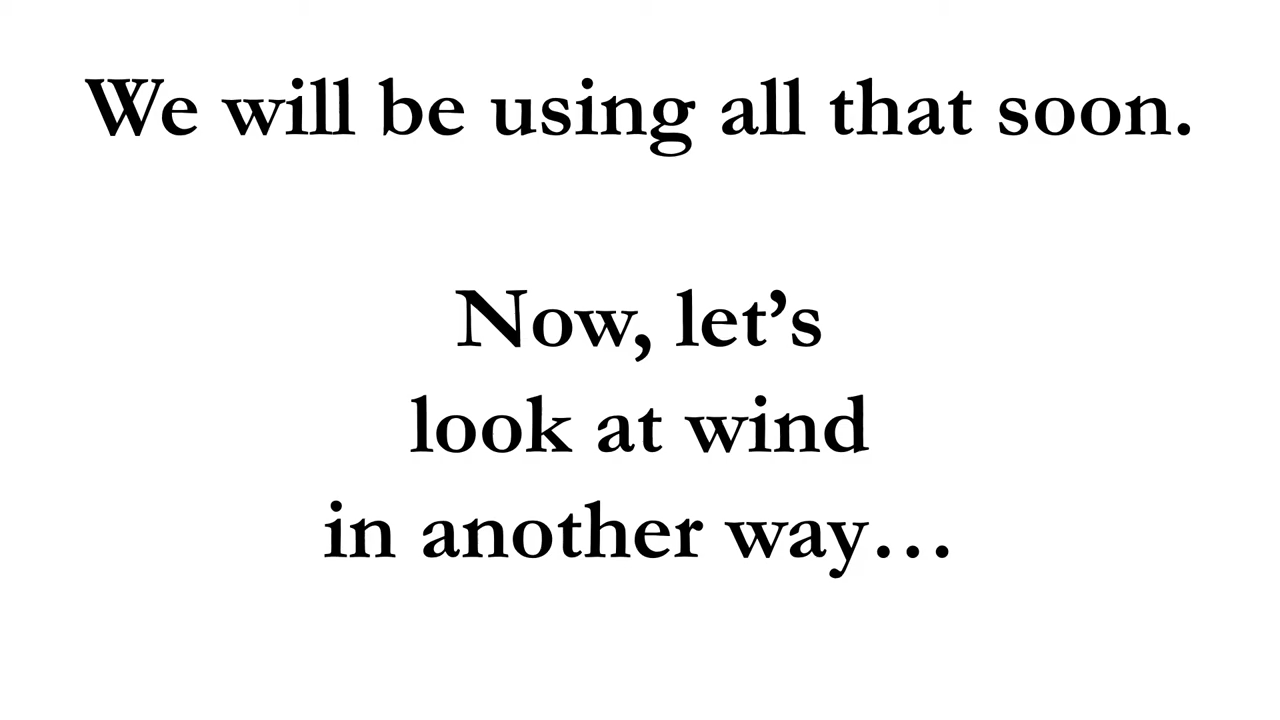 We will be using all that soon.
Now, let’s
look at wind
in another way…